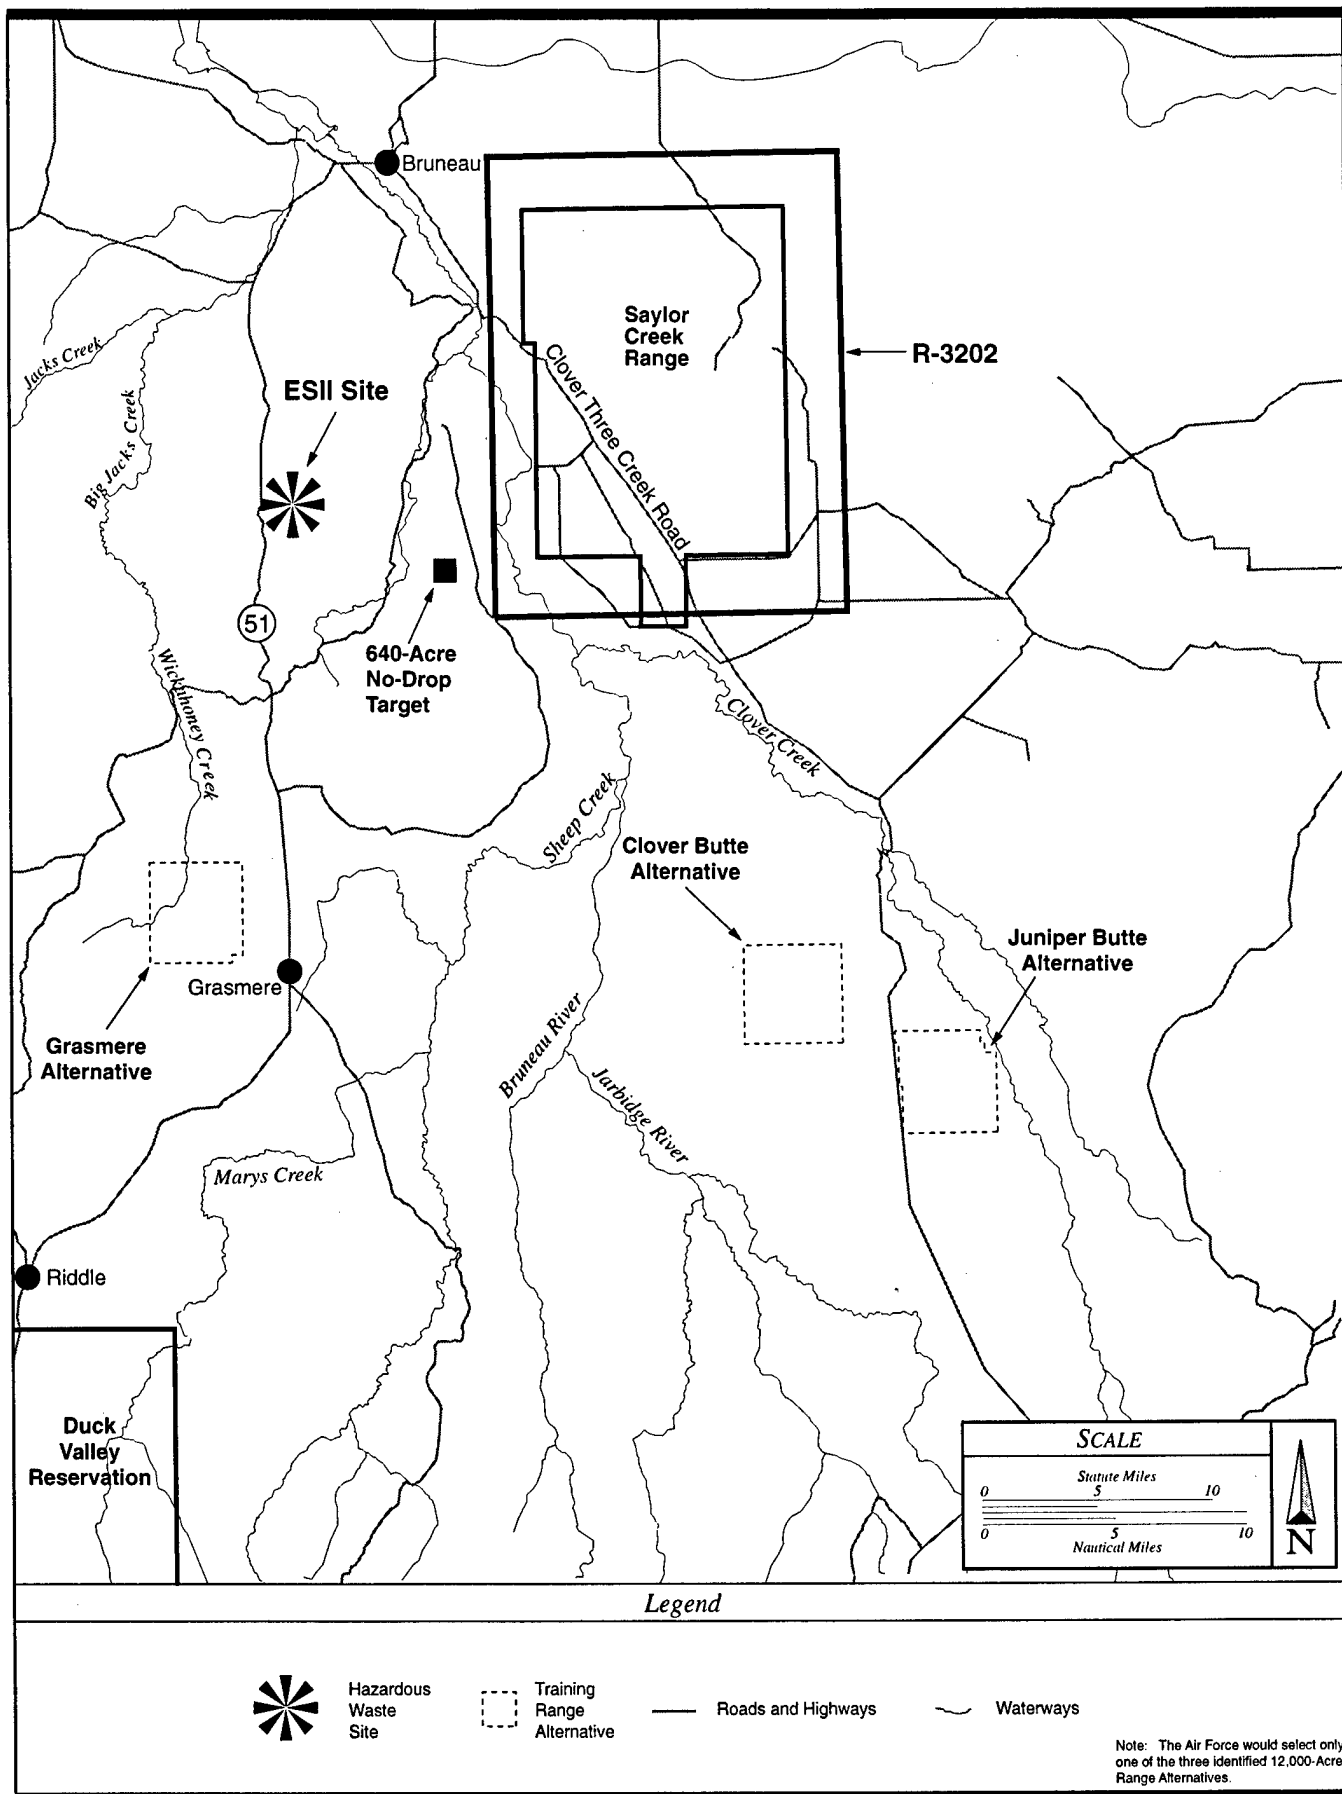 Bruneau
Saylor
Creek
Range
R-3202
Jacks Creek
Big Jacks Creek
ESII Site
Clover Three Creek Road
51
640-Acre
No-Drop
Target
Wickahoney Creek
Clover Creek
Sheep Creek
Clover Butte
Alternative
Juniper Butte
Alternative
Grasmere
Grasmere
Alternative
Bruneau River
Jarbidge River
Marys Creek
Riddle
Duck
Valley
Reservation
SCALE
Statute Miles
0 5 10
0 5 10
Nautical Miles
N
Legend
Hazardous
Waste
Site
Training
Range
Alternative
Roads and Highways
Waterways
Note: The Air Force would select only
one of the three identified 12,000-Acre
Range Alternatives.